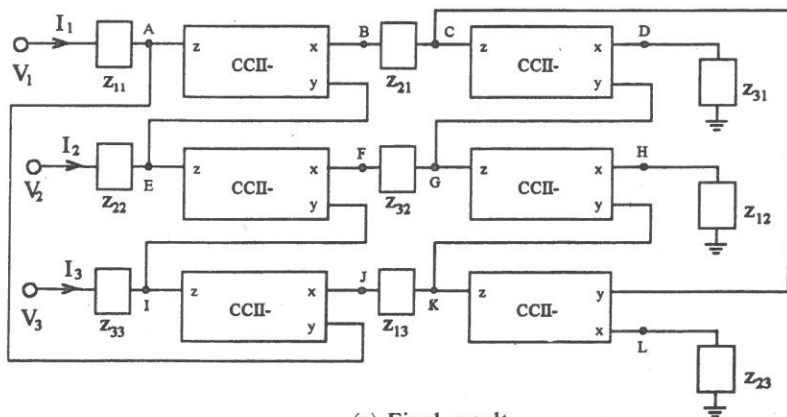 I1 A B C D
V1 z11 z x CCII- y z21 z x CCII- y z31
I2 E F G H
V2 z22 z x CCII- y z32 z x CCII- y z12
I3 I J K
V3 z33 z x CCII- y z13 z y CCII- x L z23